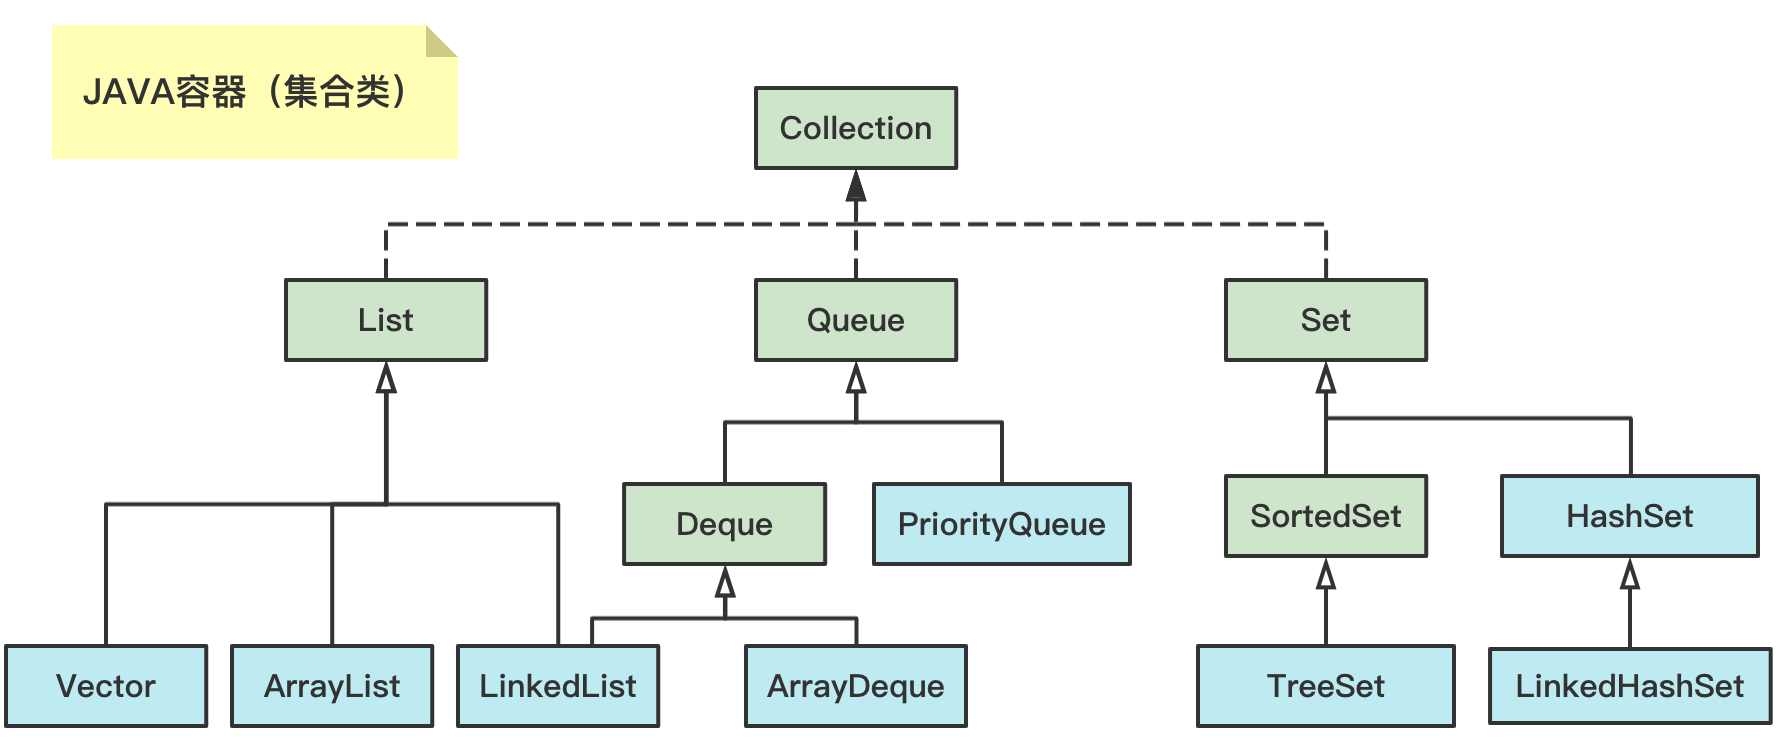 JAVA容器（集合类）
Collection
List
Queue
Set
Deque
PriorityQueue
SortedSet
HashSet
Vector
ArrayList
LinkedList
ArrayDeque
TreeSet
LinkedHashSet